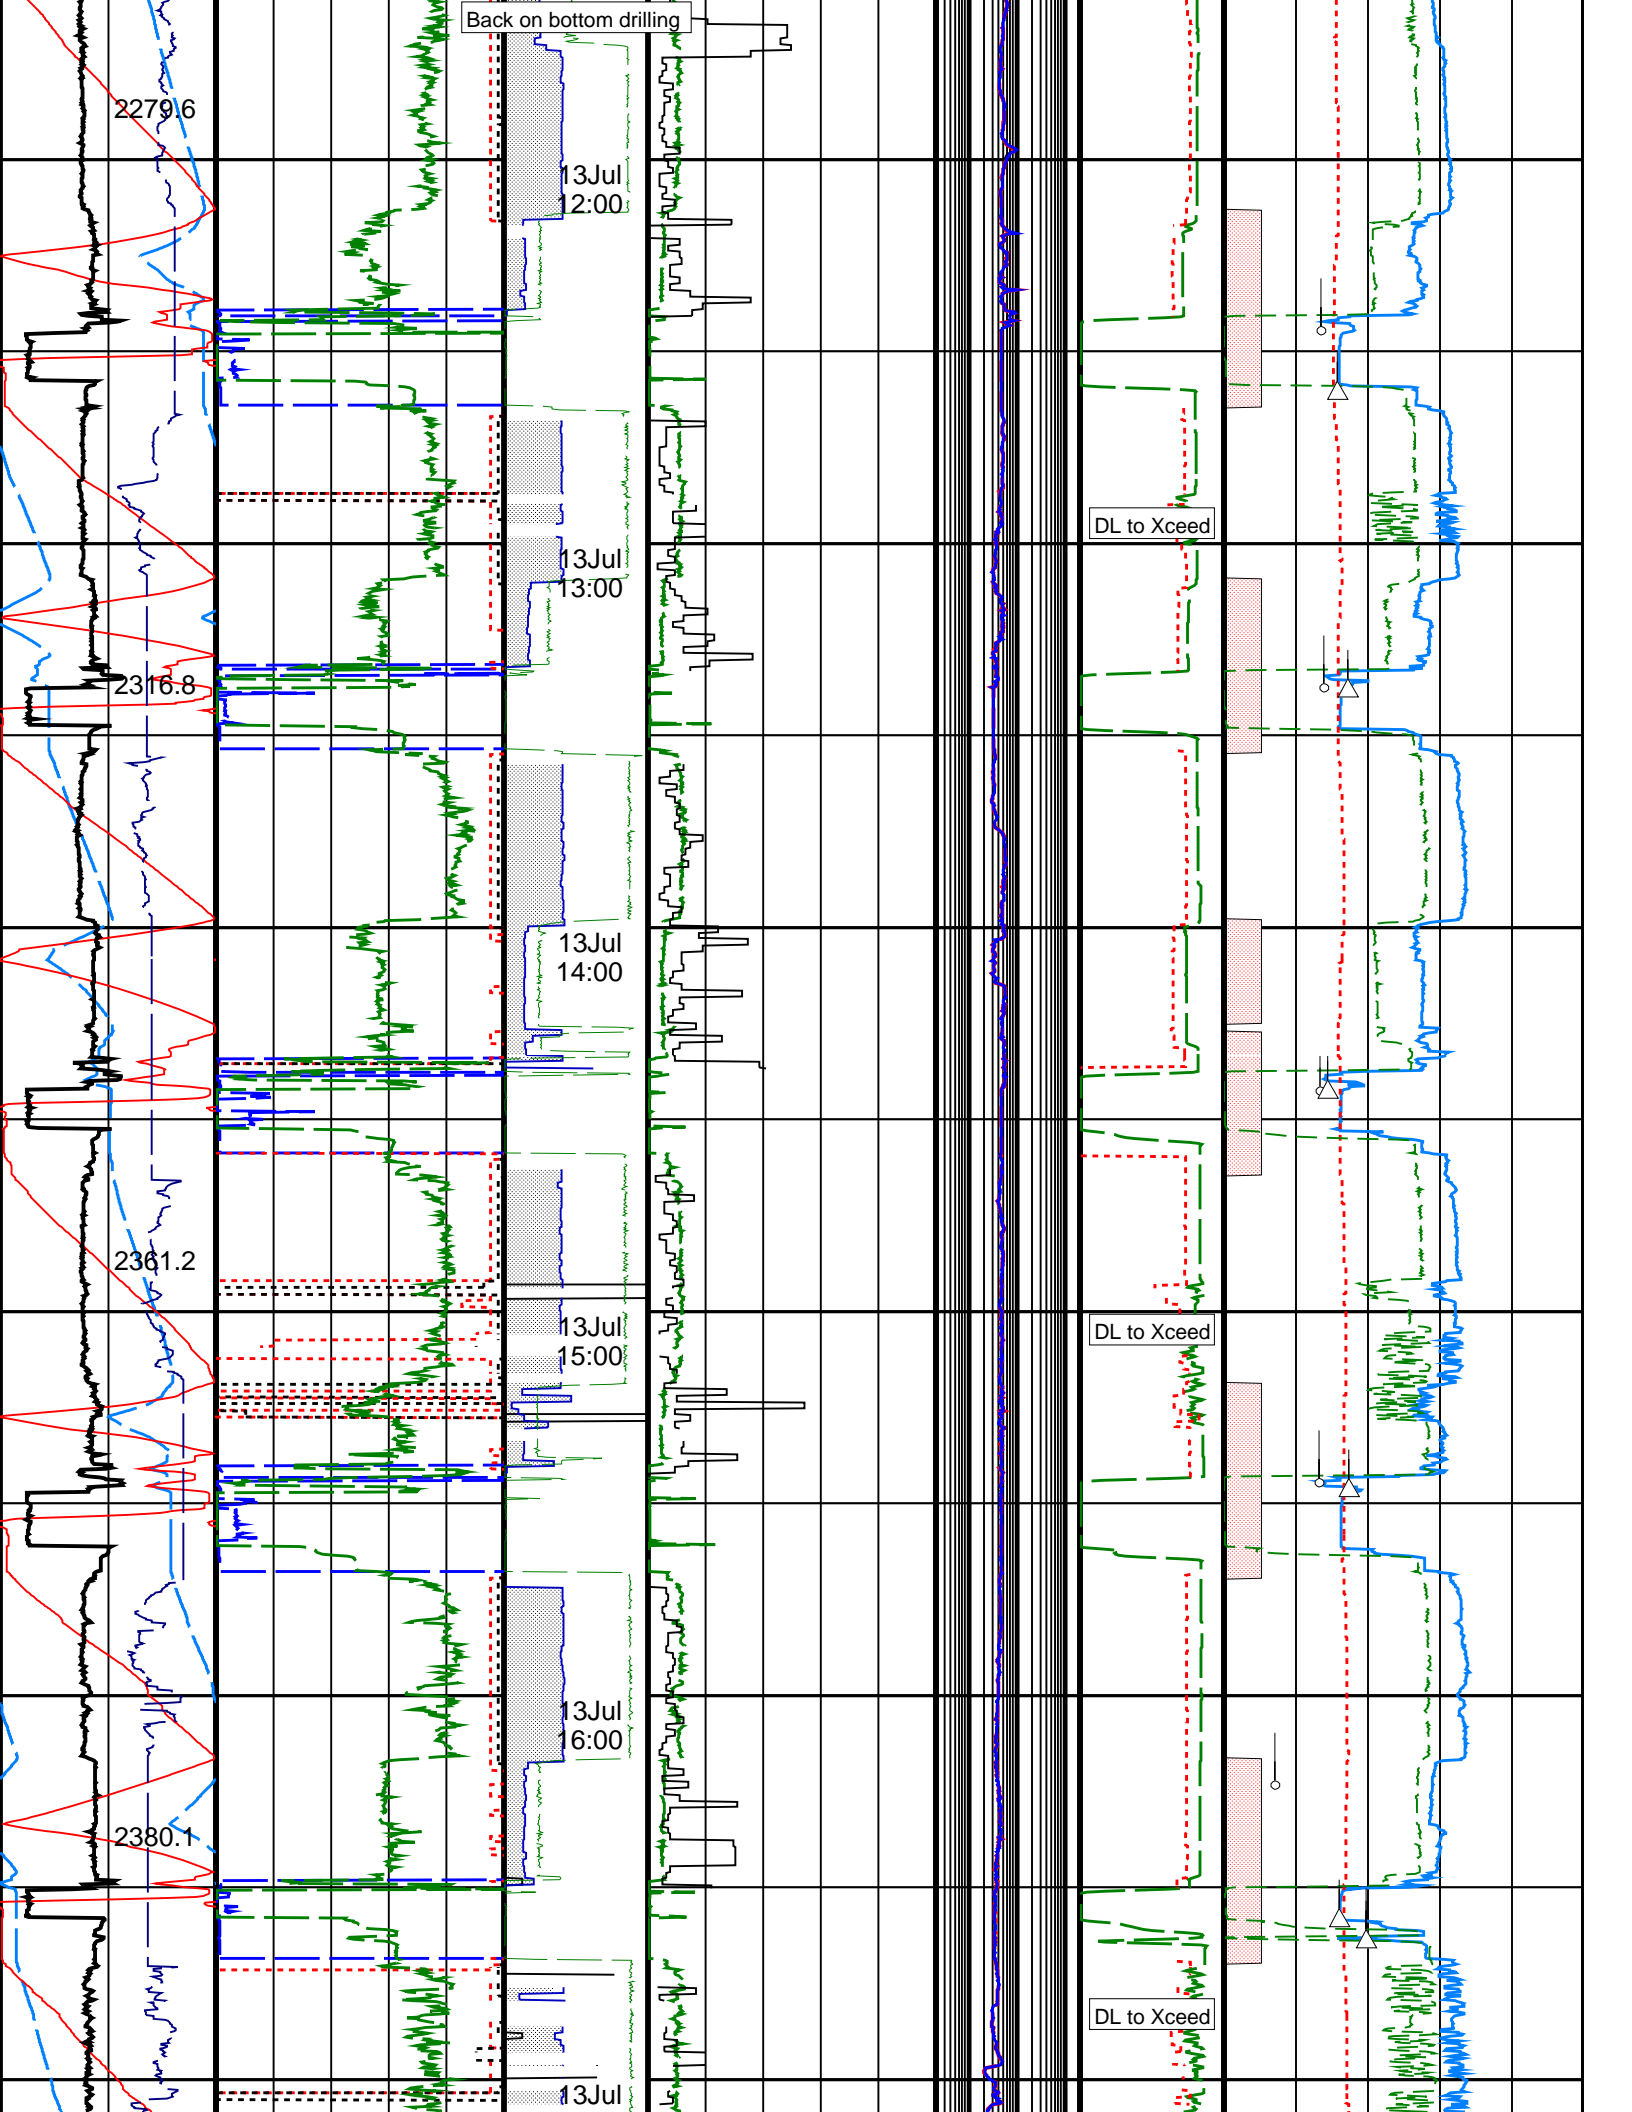 Back on bottom drilling
2279.6
13Jul
12:00
DL to Xceed
13Jul
13:00
2316.8
13Jul
14:00
2361.2
13Jul
15:00
DL to Xceed
13Jul
16:00
2380.1
DL to Xceed
13Jul